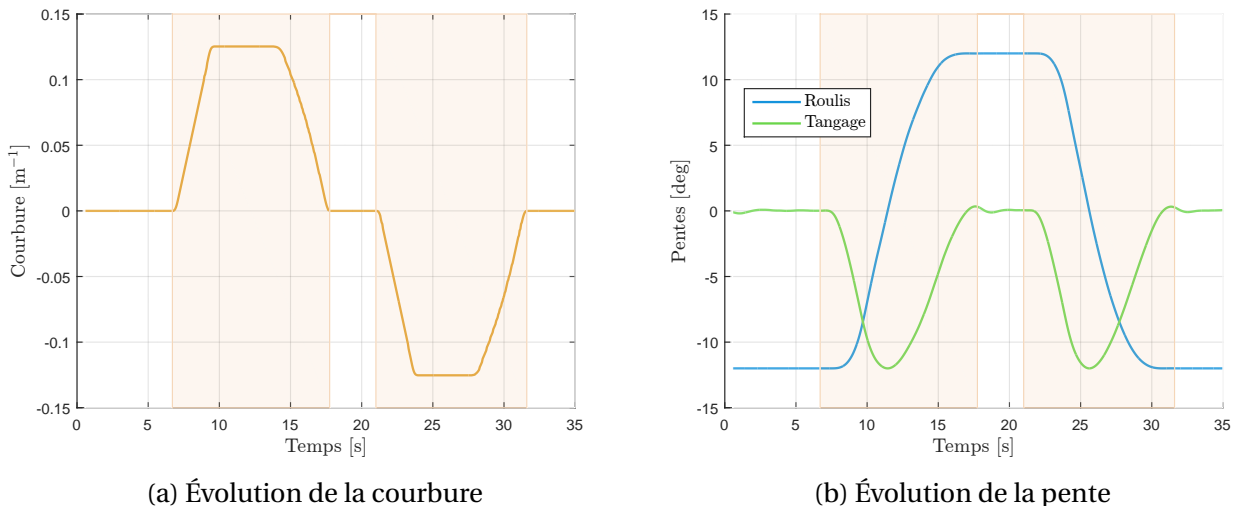 0.15
0.1
0.05
0
-0.05
-0.1
-0.15
Courbure [m⁻¹]
0 5 10 15 20 25 30 35
Temps [s]
(a) Évolution de la courbure
15
10
5
0
-5
-10
-15
Pentes [deg]
Roulis
Tangage
0 5 10 15 20 25 30 35
Temps [s]
(b) Évolution de la pente